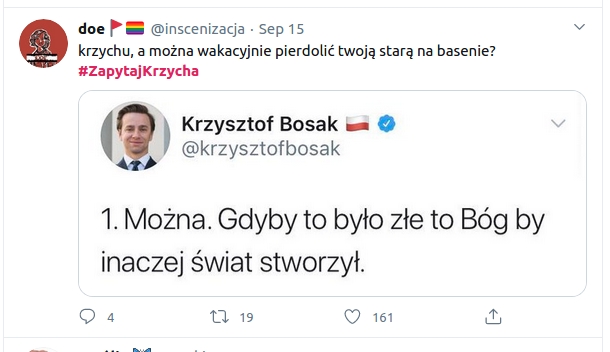 doe @inscenizacja · Sep 15
krzychu, a można wakacyjnie pierdolić twoją starą na basenie?
#ZapytajKrzycha
Krzysztof Bosak
@krzysztofbosak
1. Można. Gdyby to było złe to Bóg by
inaczej świat stworzył.
4 19 161